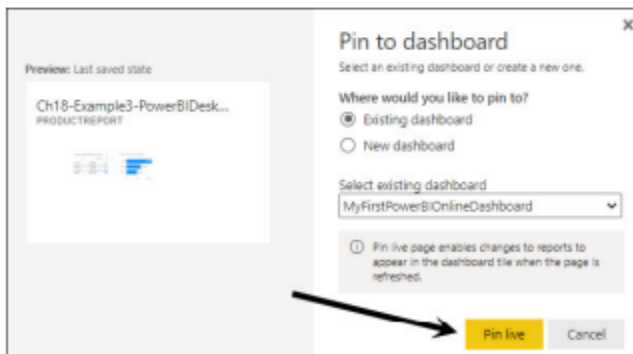 Preview: Last saved state
Ch18-Example3-PowerBIDesk...
PRODUCTREPORT
Pin to dashboard
Select an existing dashboard or create a new one.
Where would you like to pin to?
Existing dashboard
New dashboard
Select existing dashboard
MyFirstPowerBIOnlineDashboard
Pin live page enables changes to reports to
appear in the dashboard tile when the page is
refreshed.
Pin live
Cancel